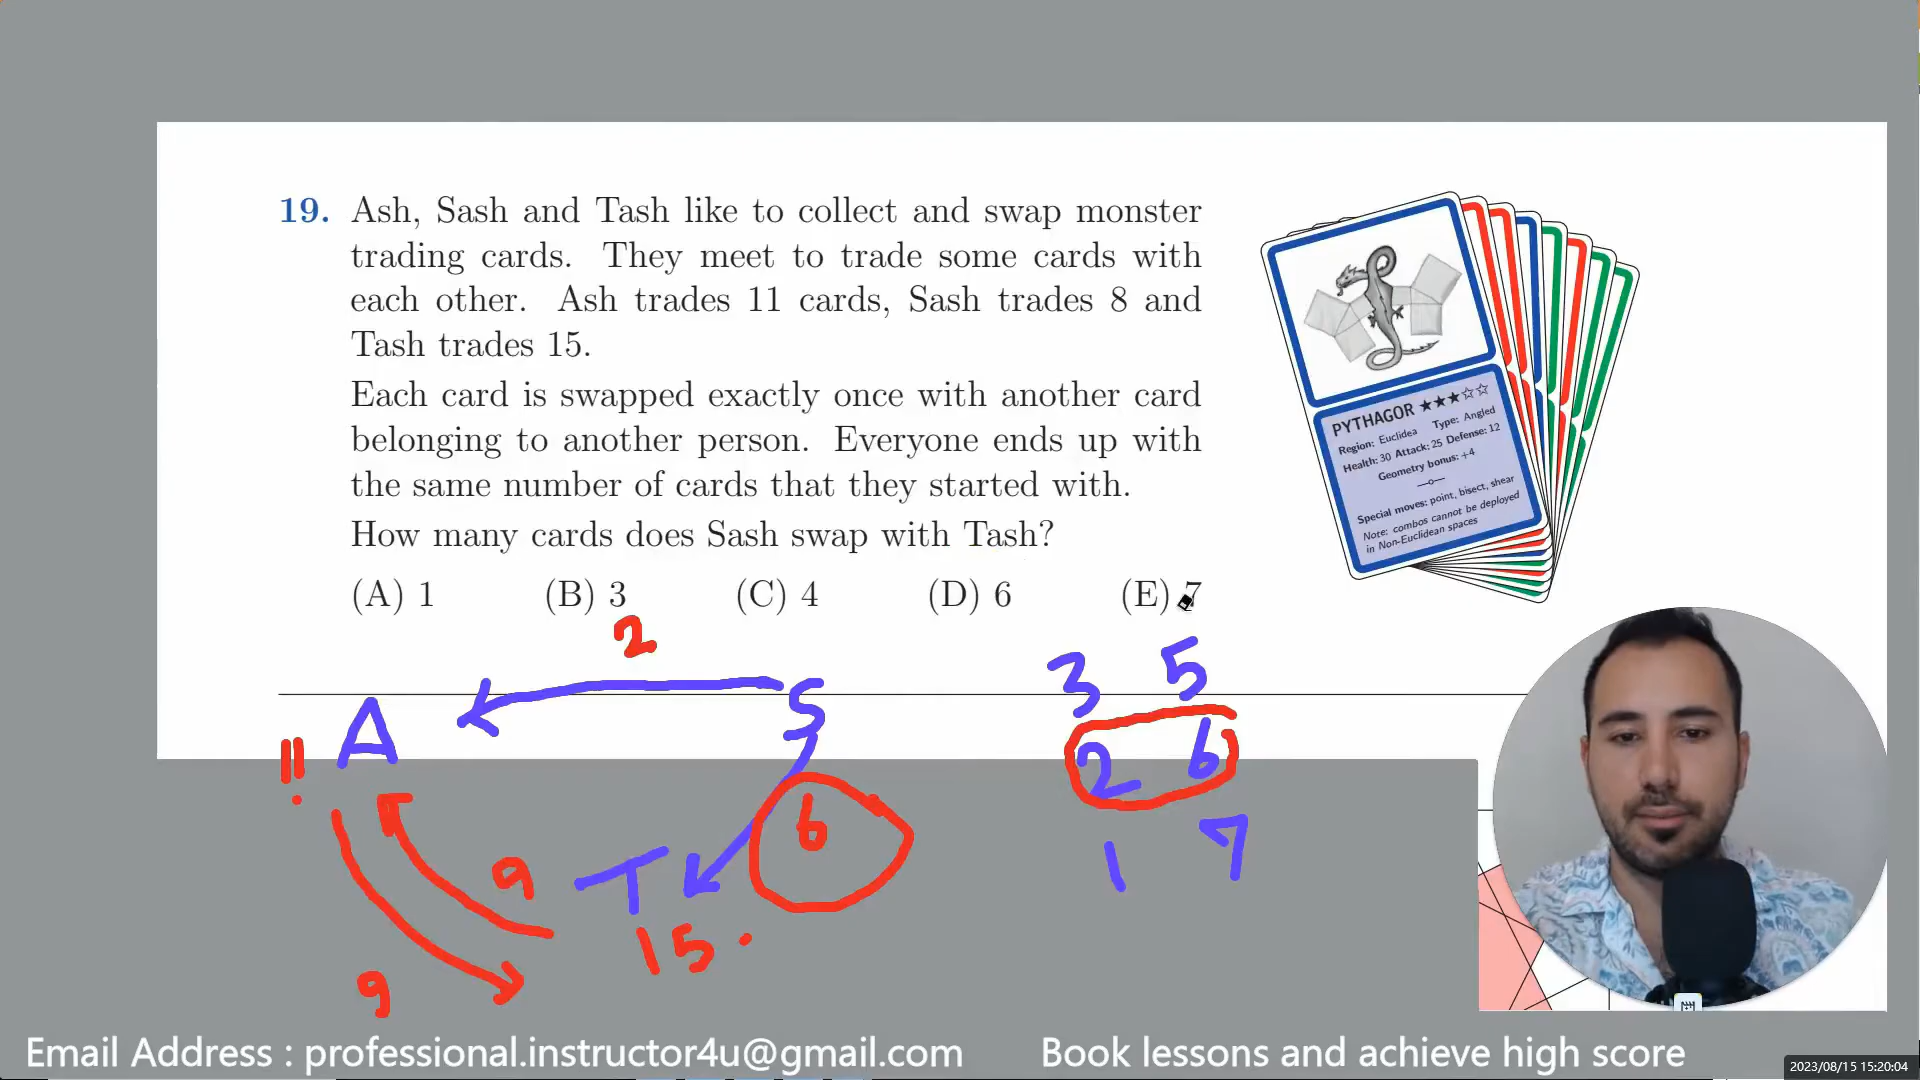 19. Ash, Sash and Tash like to collect and swap monster
trading cards. They meet to trade some cards with
each other. Ash trades 11 cards, Sash trades 8 and
Tash trades 15.
Each card is swapped exactly once with another card
belonging to another person. Everyone ends up with
the same number of cards that they started with.
How many cards does Sash swap with Tash?
(A) 1 (B) 3 (C) 4 (D) 6 (E) 7
PYTHAGOR ★★★☆☆
Region: Euclidea Type: Angled
Health: 30 Attack: 25 Defense: 12
Geometry bonus: +4
Special moves: point, bisect, shear
Note: combos cannot be deployed
in Non-Euclidean spaces
2
A S
11
6
9 T
15
9
3 5
2 6
1 7
Email Address : professional.instructor4u@gmail.com Book lessons and achieve high score
2023/08/15 15:20:04